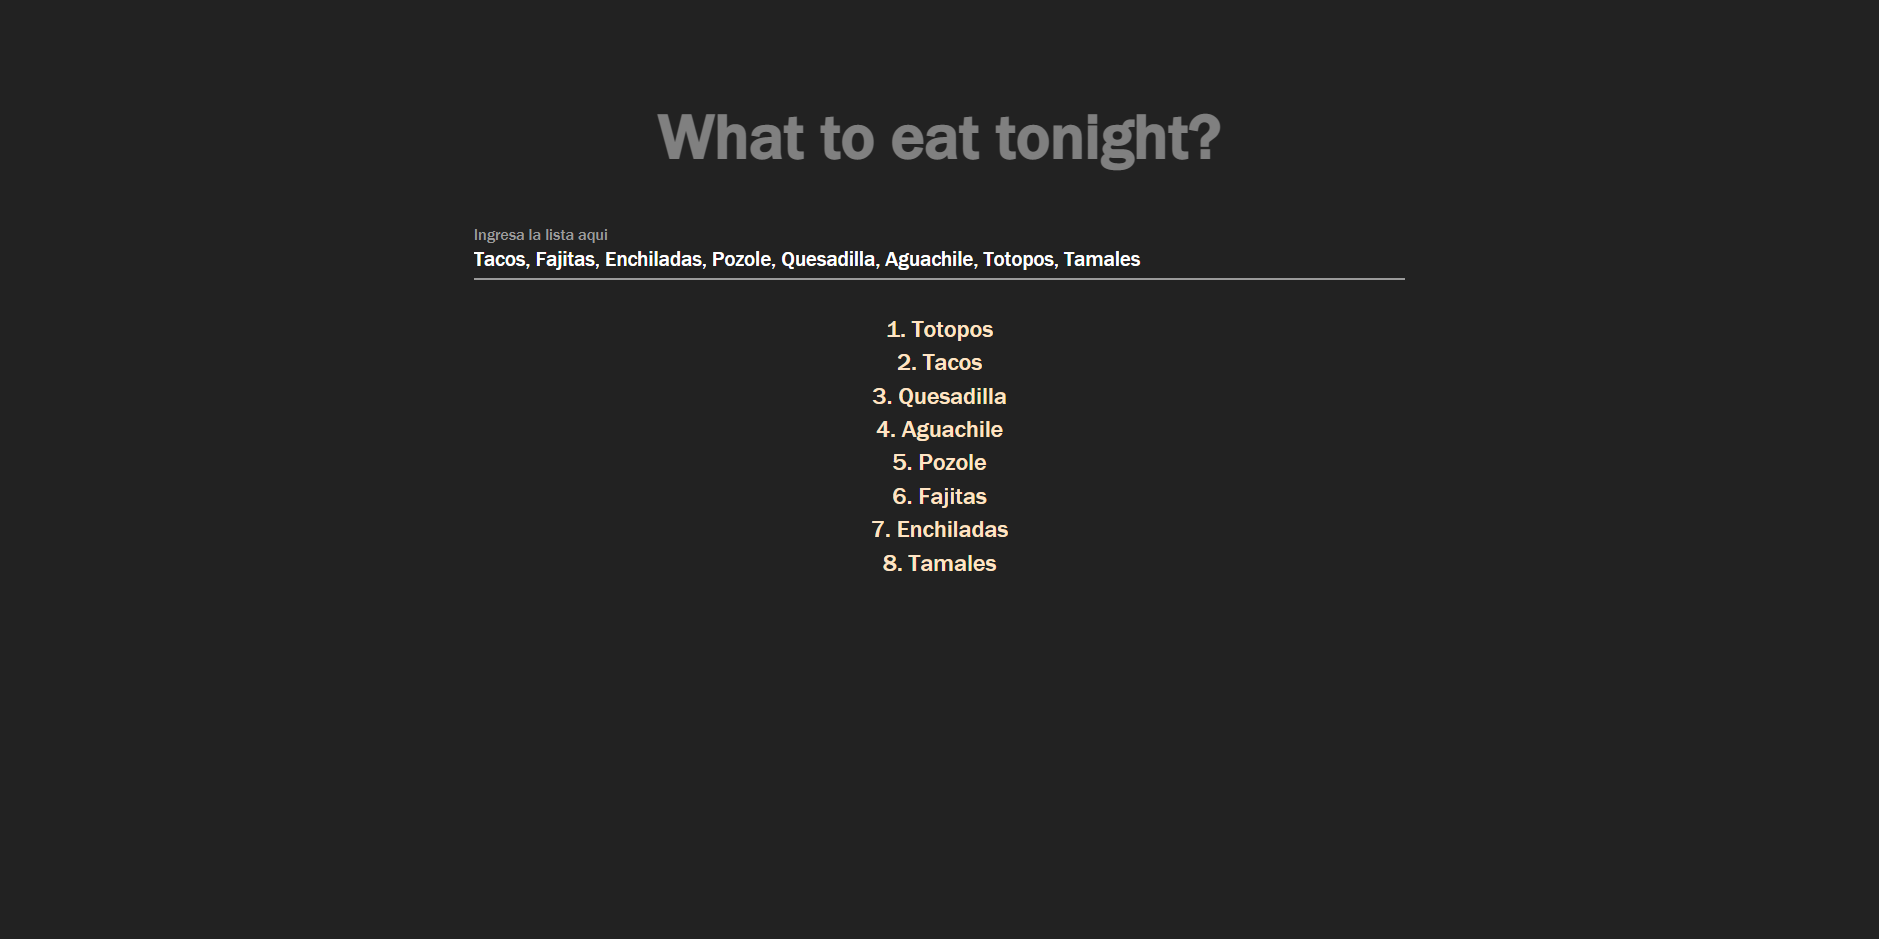 What to eat tonight?
Ingresa la lista aqui
Tacos, Fajitas, Enchiladas, Pozole, Quesadilla, Aguachile, Totopos, Tamales
1. Totopos
2. Tacos
3. Quesadilla
4. Aguachile
5. Pozole
6. Fajitas
7. Enchiladas
8. Tamales